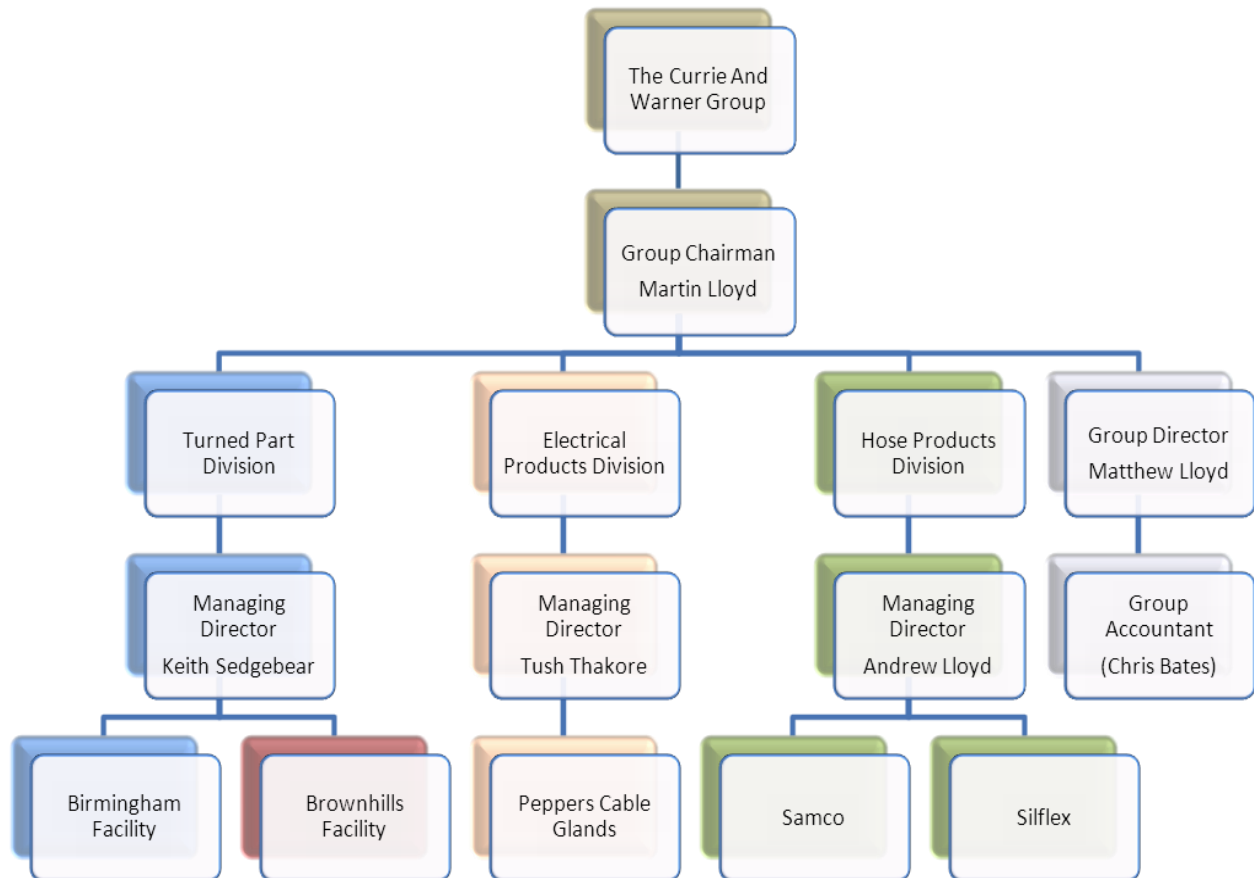 The Currie And
Warner Group
Group Chairman
Martin Lloyd
Turned Part
Division
Electrical
Products Division
Hose Products
Division
Group Director
Matthew Lloyd
Managing
Director
Keith Sedgebear
Managing
Director
Tush Thakore
Managing
Director
Andrew Lloyd
Group
Accountant
(Chris Bates)
Birmingham
Facility
Brownhills
Facility
Peppers Cable
Glands
Samco
Silflex